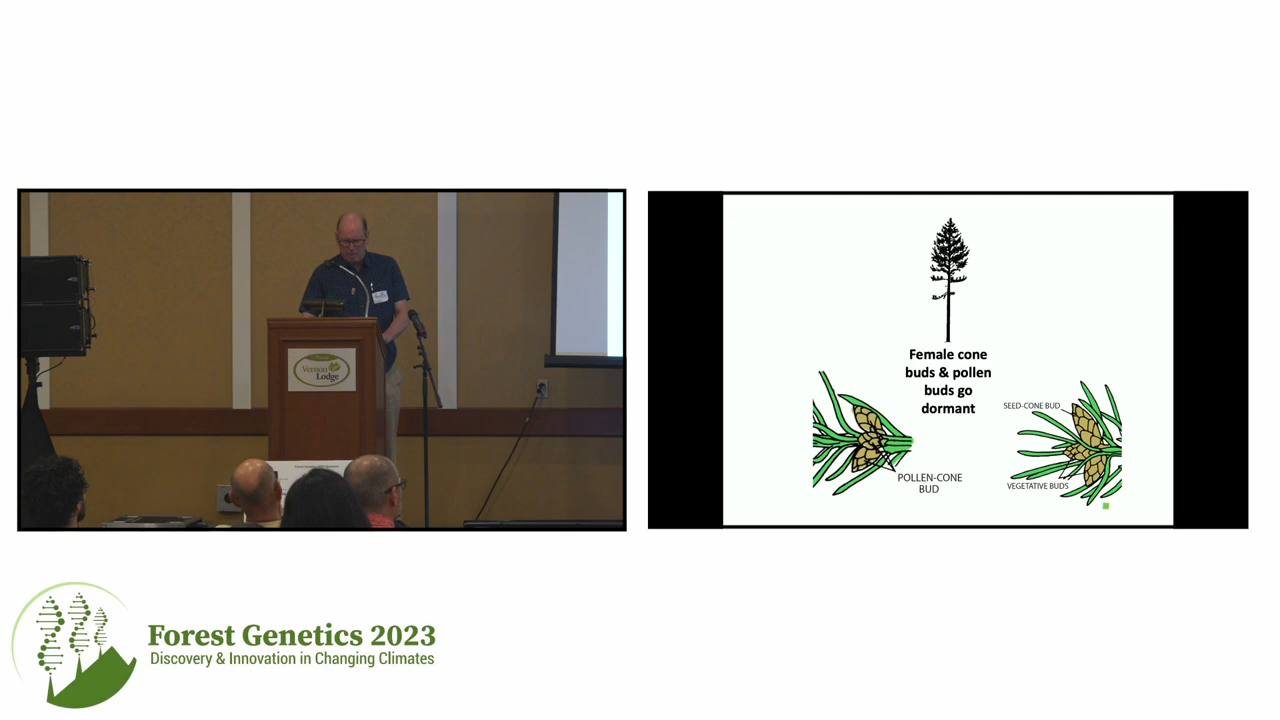 Vernon
Lodge
Female cone
buds & pollen
buds go
dormant
SEED-CONE BUD
POLLEN-CONE
BUD
VEGETATIVE BUDS
Forest Genetics 2023
Discovery & Innovation in Changing Climates